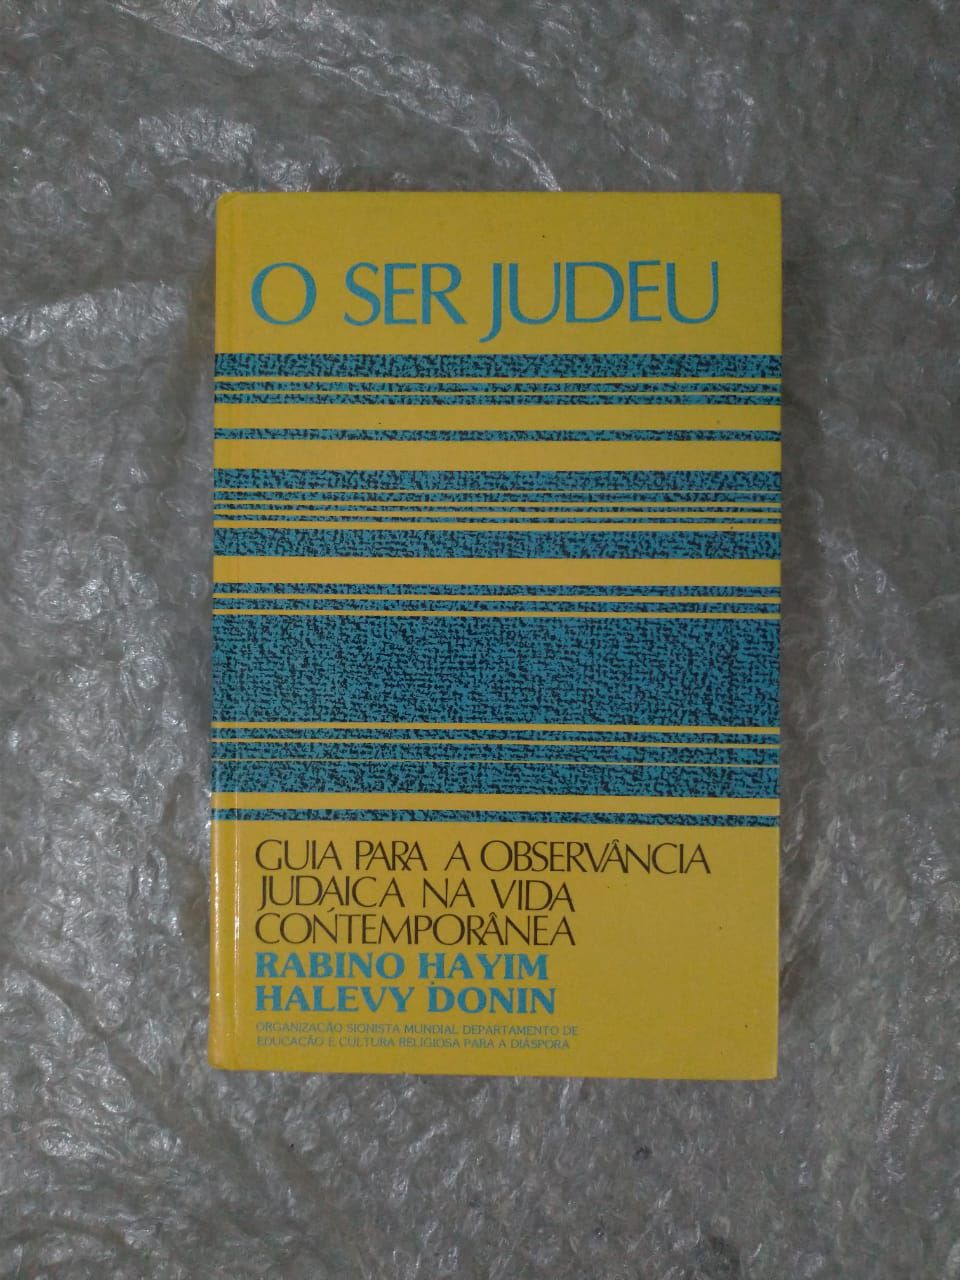 O SER JUDEU
GUIA PARA A OBSERVÂNCIA
JUDAICA NA VIDA
CONTEMPORÂNEA
RABINO HAYIM
HALEVY DONIN
ORGANIZAÇÃO SIONISTA MUNDIAL DEPARTAMENTO DE
EDUCAÇÃO E CULTURA RELIGIOSA PARA A DIÁSPORA